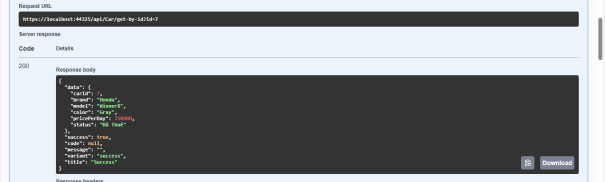 Request URL
https://localhost:44325/api/Car/get-by-id?id=7
Server response
Code Details
200
Response body
{
"data": {
"carId": 7,
"brand": "Honda",
"model": "WinnerX",
"color": "Gray",
"pricePerDay": 250000,
"status": "Đã Thuê"
},
"success": true,
"code": null,
"message": "",
"variant": "success",
"title": "Success"
}
Download
Response headers